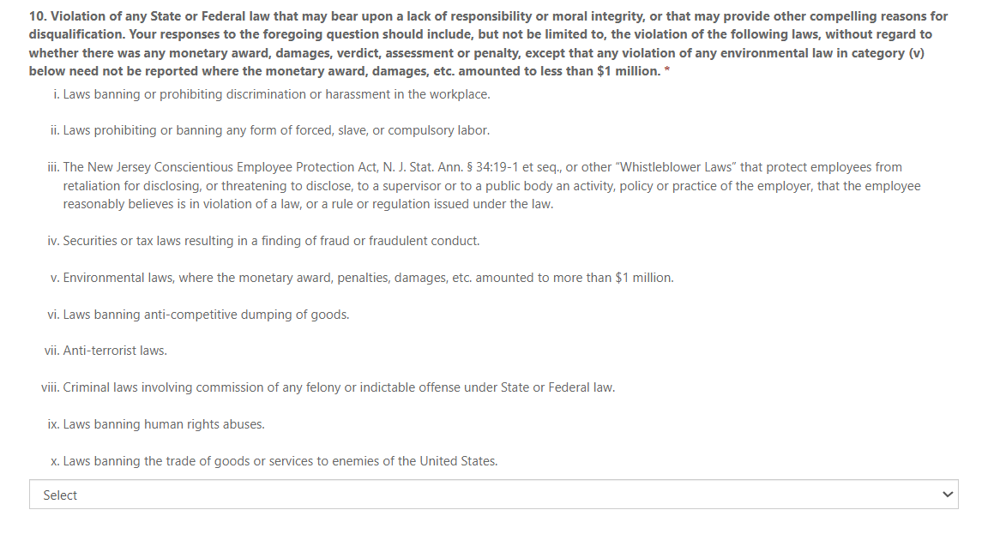 10. Violation of any State or Federal law that may bear upon a lack of responsibility or moral integrity, or that may provide other compelling reasons for
disqualification. Your responses to the foregoing question should include, but not be limited to, the violation of the following laws, without regard to
whether there was any monetary award, damages, verdict, assessment or penalty, except that any violation of any environmental law in category (v)
below need not be reported where the monetary award, damages, etc. amounted to less than $1 million. *
i. Laws banning or prohibiting discrimination or harassment in the workplace.
ii. Laws prohibiting or banning any form of forced, slave, or compulsory labor.
iii. The New Jersey Conscientious Employee Protection Act, N. J. Stat. Ann. § 34:19-1 et seq., or other “Whistleblower Laws” that protect employees from
retaliation for disclosing, or threatening to disclose, to a supervisor or to a public body an activity, policy or practice of the employer, that the employee
reasonably believes is in violation of a law, or a rule or regulation issued under the law.
iv. Securities or tax laws resulting in a finding of fraud or fraudulent conduct.
v. Environmental laws, where the monetary award, penalties, damages, etc. amounted to more than $1 million.
vi. Laws banning anti-competitive dumping of goods.
vii. Anti-terrorist laws.
viii. Criminal laws involving commission of any felony or indictable offense under State or Federal law.
ix. Laws banning human rights abuses.
x. Laws banning the trade of goods or services to enemies of the United States.
Select